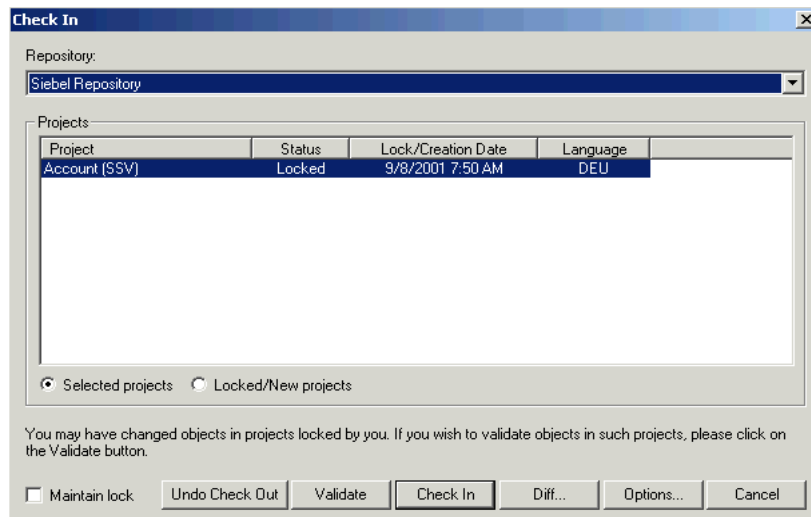 Check In
Repository:
Siebel Repository
Projects
Project Status Lock/Creation Date Language
Account (SSV) Locked 9/8/2001 7:50 AM DEU
Selected projects Locked/New projects
You may have changed objects in projects locked by you. If you wish to validate objects in such projects, please click on
the Validate button.
Maintain lock Undo Check Out Validate Check In Diff... Options... Cancel